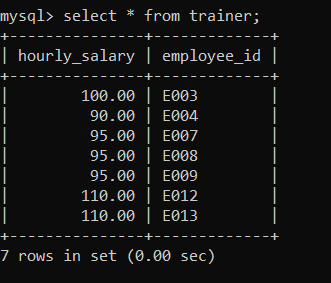 mysql> select * from trainer;
+---------------+-------------+
| hourly_salary | employee_id |
+---------------+-------------+
|        100.00 | E003        |
|         90.00 | E004        |
|         95.00 | E007        |
|         95.00 | E008        |
|         95.00 | E009        |
|        110.00 | E012        |
|        110.00 | E013        |
+---------------+-------------+
7 rows in set (0.00 sec)